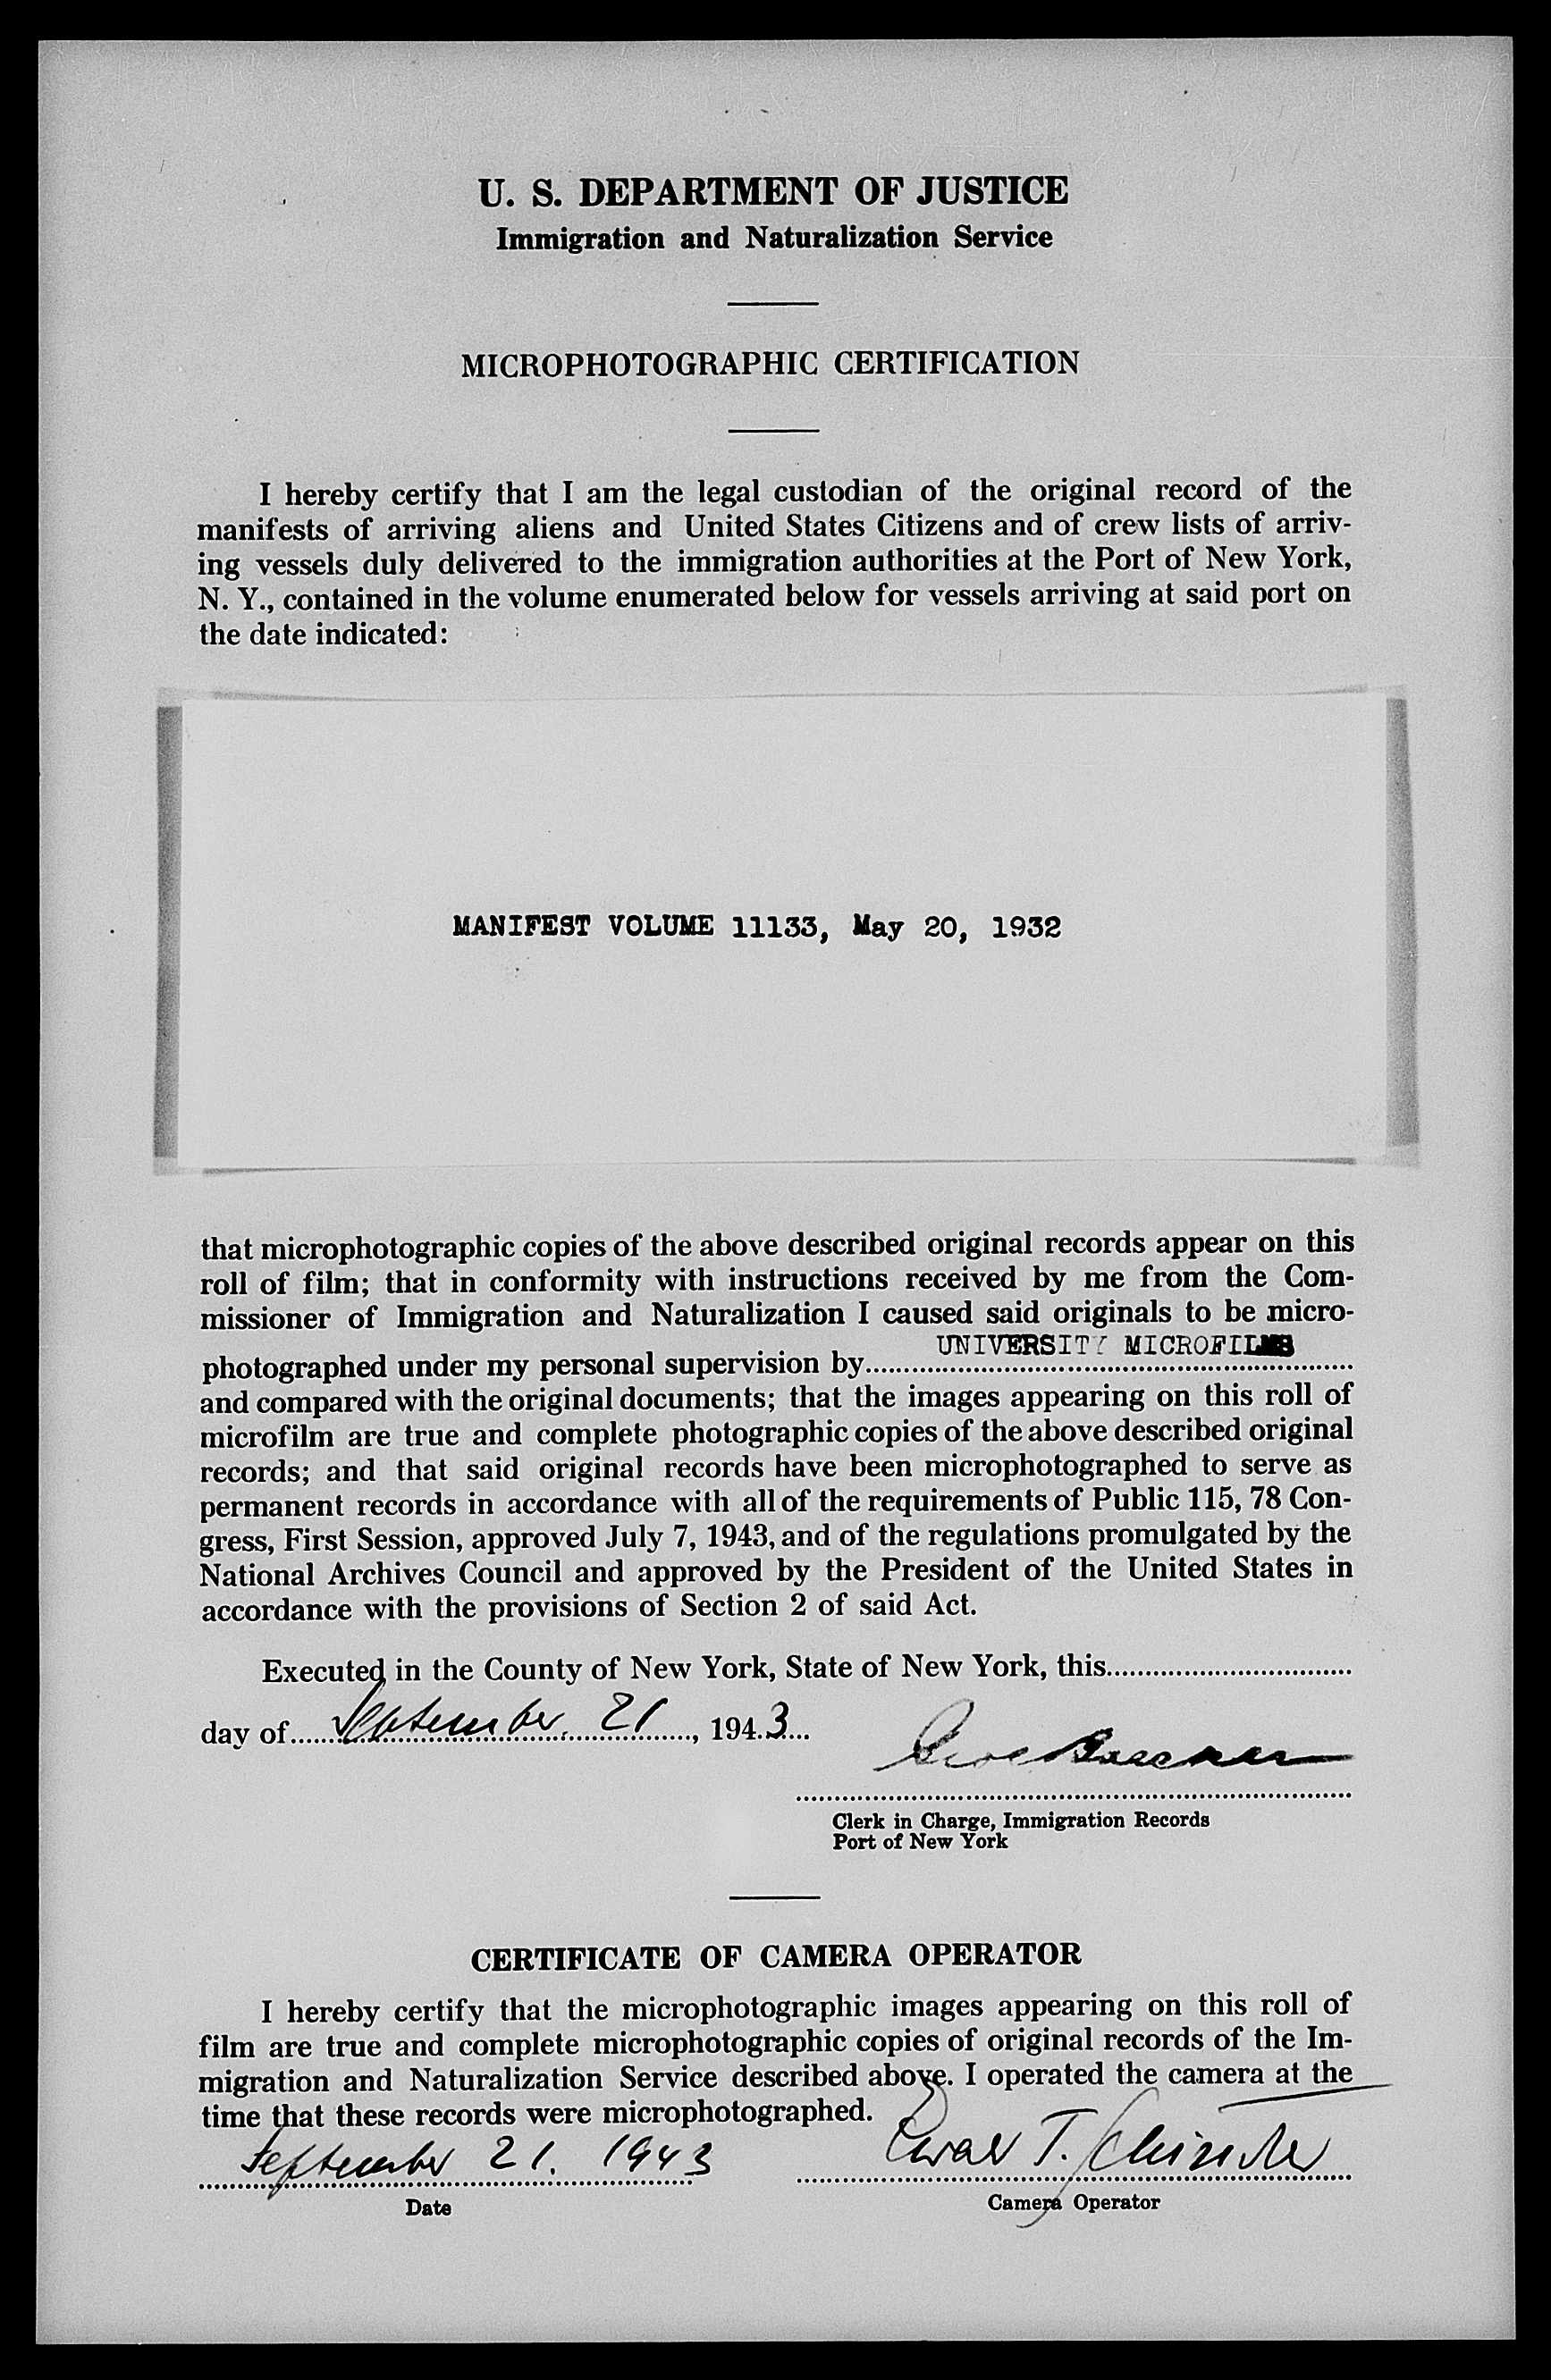 U. S. DEPARTMENT OF JUSTICE
Immigration and Naturalization Service
MICROPHOTOGRAPHIC CERTIFICATION
I hereby certify that I am the legal custodian of the original record of the
manifests of arriving aliens and United States Citizens and of crew lists of arriv-
ing vessels duly delivered to the immigration authorities at the Port of New York,
N. Y., contained in the volume enumerated below for vessels arriving at said port on
the date indicated:
MANIFEST VOLUME 11133, May 20, 1932
that microphotographic copies of the above described original records appear on this
roll of film; that in conformity with instructions received by me from the Com-
missioner of Immigration and Naturalization I caused said originals to be micro-
photographed under my personal supervision by UNIVERSITY MICROFILMS
and compared with the original documents; that the images appearing on this roll of
microfilm are true and complete photographic copies of the above described original
records; and that said original records have been microphotographed to serve as
permanent records in accordance with all of the requirements of Public 115, 78 Con-
gress, First Session, approved July 7, 1943, and of the regulations promulgated by the
National Archives Council and approved by the President of the United States in
accordance with the provisions of Section 2 of said Act.
Executed in the County of New York, State of New York, this
day of September 21, 1943
Clerk in Charge, Immigration Records
Port of New York
CERTIFICATE OF CAMERA OPERATOR
I hereby certify that the microphotographic images appearing on this roll of
film are true and complete microphotographic copies of original records of the Im-
migration and Naturalization Service described above. I operated the camera at the
time that these records were microphotographed.
September 21. 1943 T.
Date Camera Operator